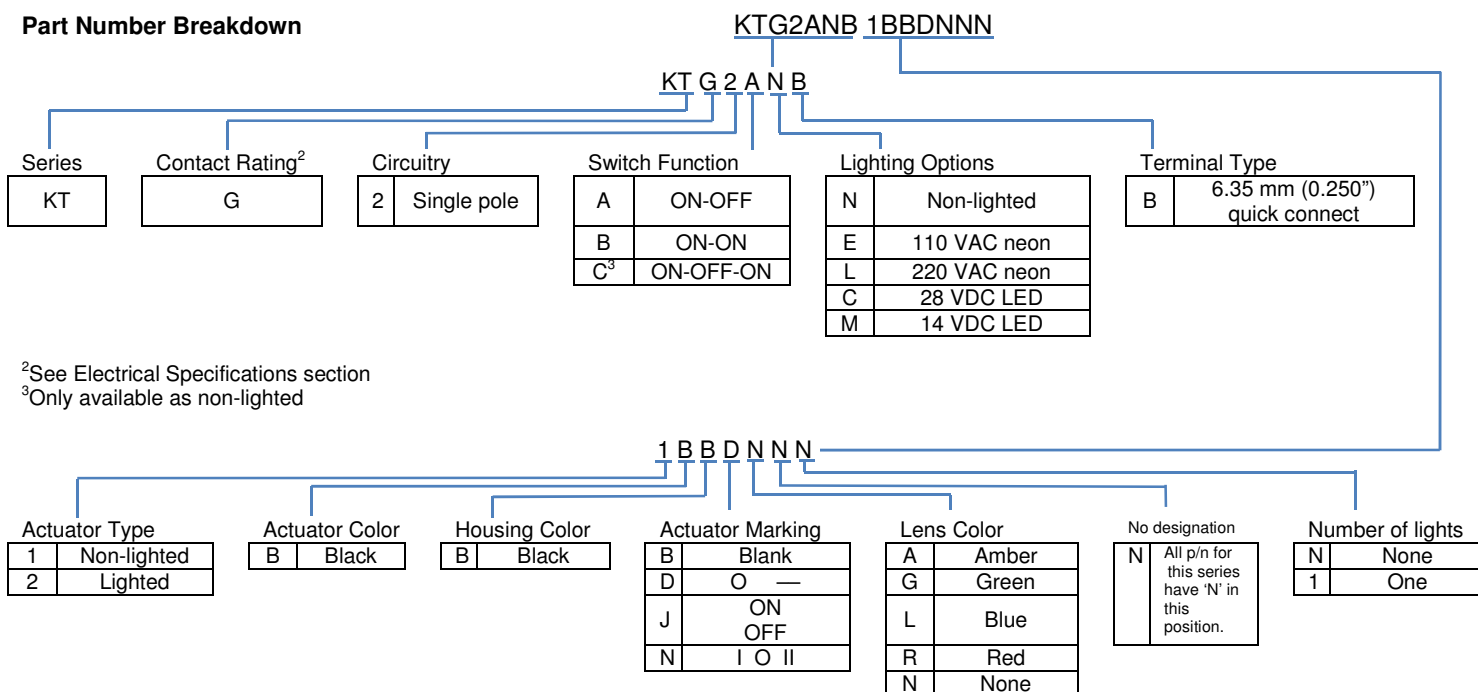 Part Number Breakdown
KTG2ANB 1BBDNNN
KT G 2 A N B
Series
KT
Contact Rating²
G
Circuitry
2 Single pole
Switch Function
A ON-OFF
B ON-ON
C³ ON-OFF-ON
Lighting Options
N Non-lighted
E 110 VAC neon
L 220 VAC neon
C 28 VDC LED
M 14 VDC LED
Terminal Type
B 6.35 mm (0.250”)
quick connect
²See Electrical Specifications section
³Only available as non-lighted
1 B B D N N N
Actuator Type
1 Non-lighted
2 Lighted
Actuator Color
B Black
Housing Color
B Black
Actuator Marking
B Blank
D O —
J ON
OFF
N I O II
Lens Color
A Amber
G Green
L Blue
R Red
N None
No designation
N All p/n for
this series
have ‘N’ in
this
position.
Number of lights
N None
1 One